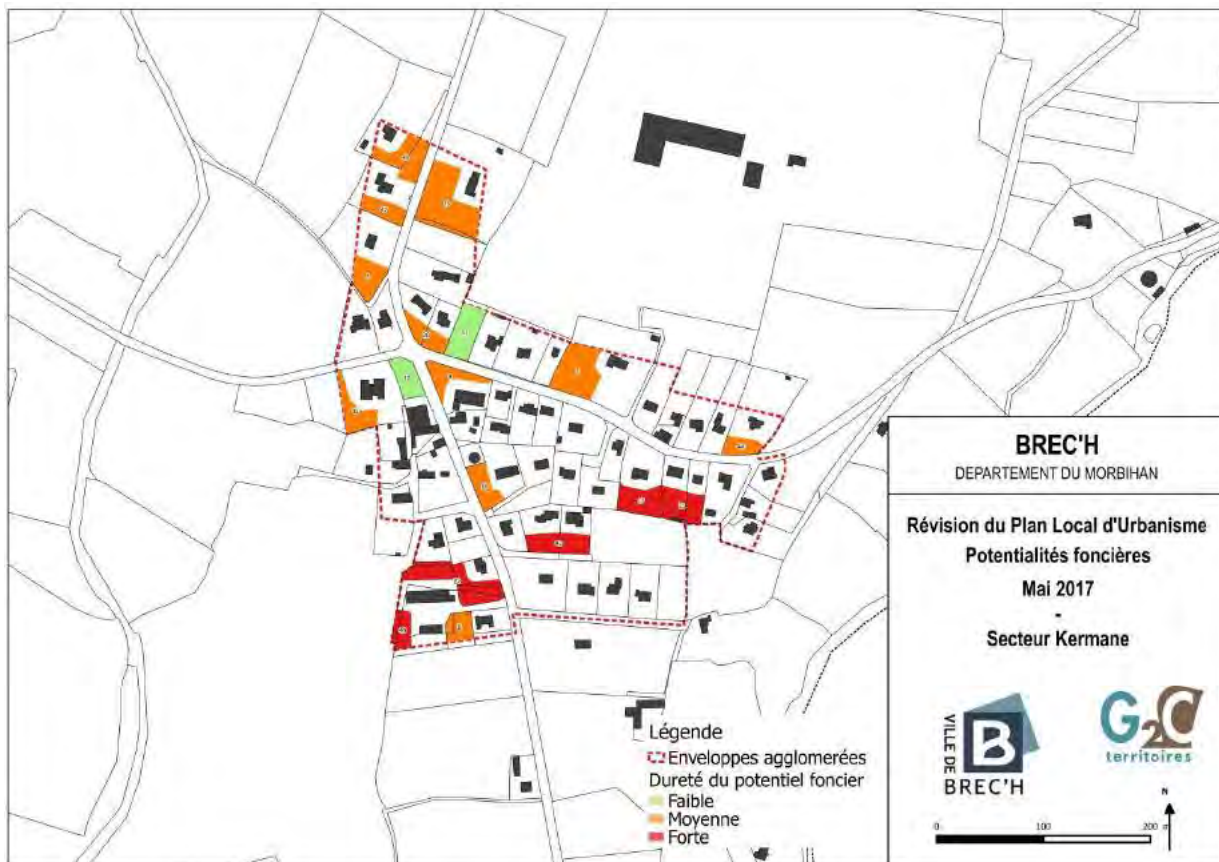 BREC'H
DEPARTEMENT DU MORBIHAN
Révision du Plan Local d'Urbanisme
Potentialités foncières
Mai 2017
-
Secteur Kermane
VILLE DE
B
BREC'H
G2C
territoires
N
0 100 200
Légende
Enveloppes agglomerées
Dureté du potentiel foncier
Faible
Moyenne
Forte